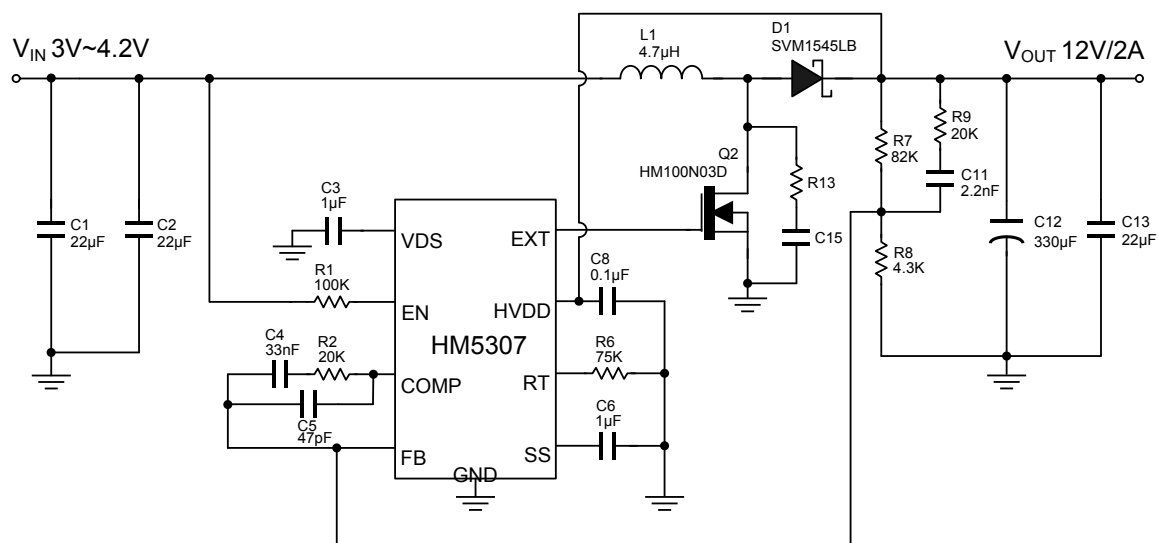 V_IN 3V~4.2V
L1
4.7µH
D1
SVM1545LB
V_OUT 12V/2A
C1
22µF
C2
22µF
C3
1µF
R1
100K
C4
33nF
R2
20K
C5
47pF
VDS
EN
COMP
FB
HM5307
GND
EXT
HVDD
RT
SS
C8
0.1µF
R6
75K
C6
1µF
Q2
HM100N03D
R13
C15
R7
82K
R8
4.3K
R9
20K
C11
2.2nF
C12
330µF
C13
22µF